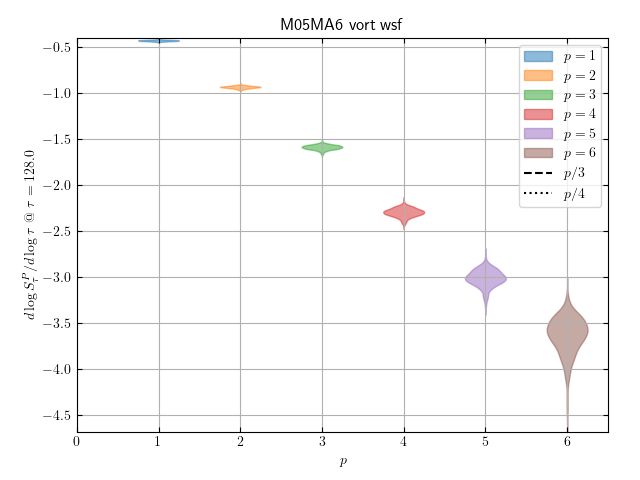 M05MA6 vort wsf
d log S_τ^P / d log τ @ τ = 128.0
−0.5
−1.0
−1.5
−2.0
−2.5
−3.0
−3.5
−4.0
−4.5
p = 1
p = 2
p = 3
p = 4
p = 5
p = 6
p/3
p/4
0 1 2 3 4 5 6
p